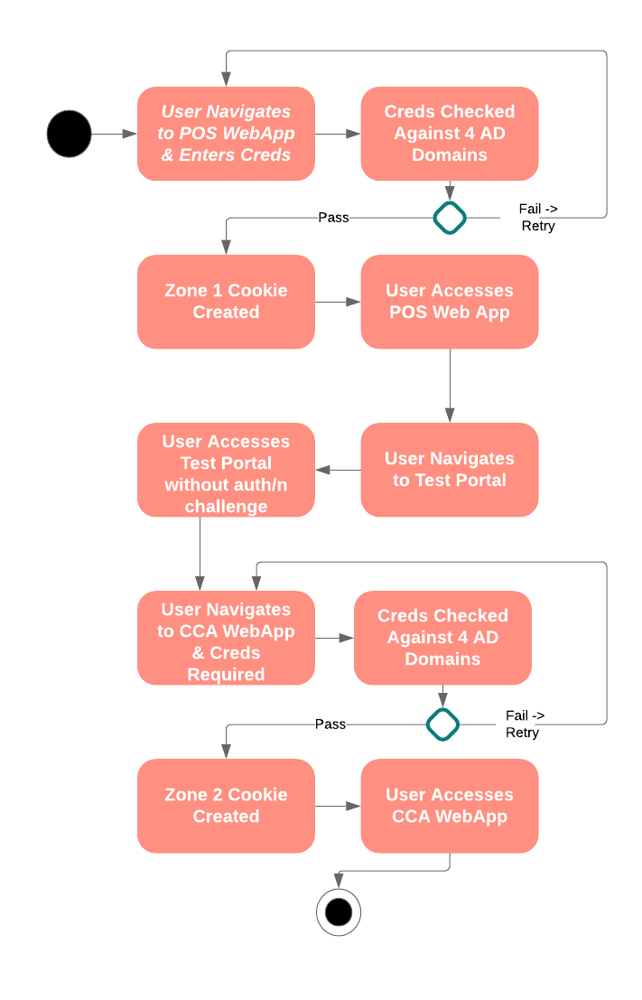 User Navigates
to POS WebApp
& Enters Creds
Creds Checked
Against 4 AD
Domains
Pass
Fail ->
Retry
Zone 1 Cookie
Created
User Accesses
POS Web App
User Accesses
Test Portal
without auth/n
challenge
User Navigates
to Test Portal
User Navigates
to CCA WebApp
& Creds
Required
Creds Checked
Against 4 AD
Domains
Pass
Fail ->
Retry
Zone 2 Cookie
Created
User Accesses
CCA WebApp